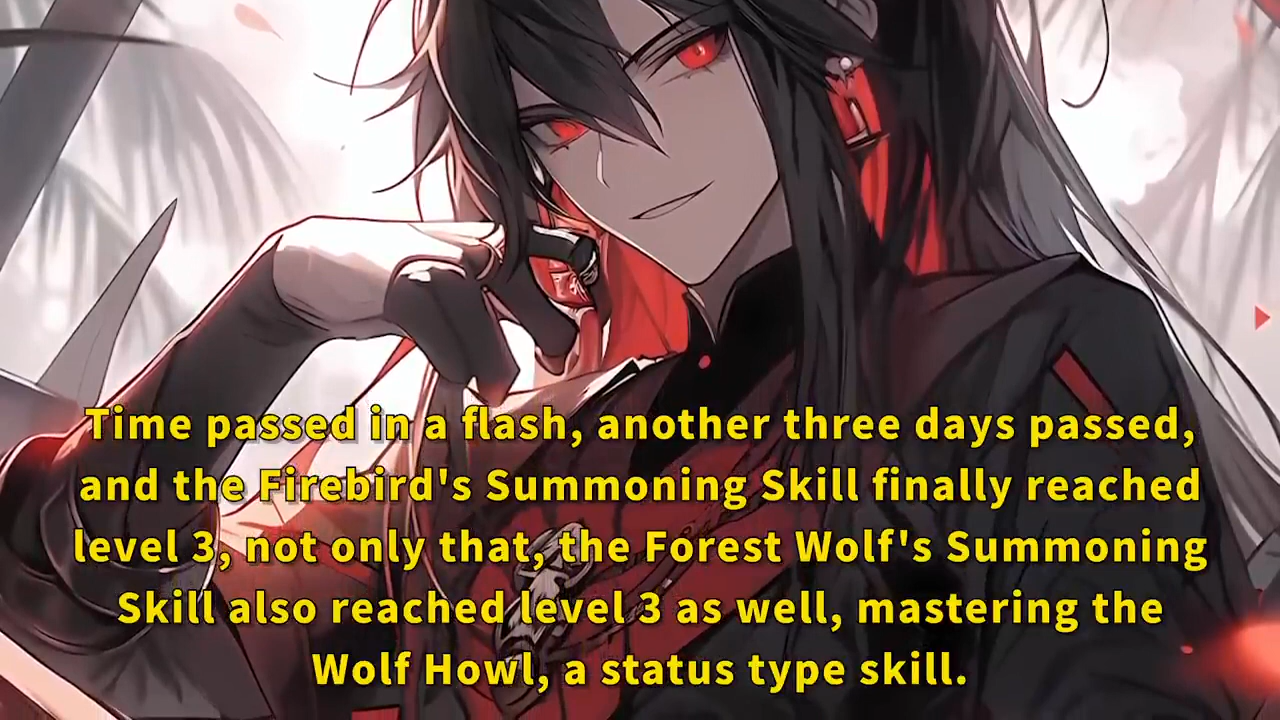 Time passed in a flash, another three days passed,
and the Firebird's Summoning Skill finally reached
level 3, not only that, the Forest Wolf's Summoning
Skill also reached level 3 as well, mastering the
Wolf Howl, a status type skill.